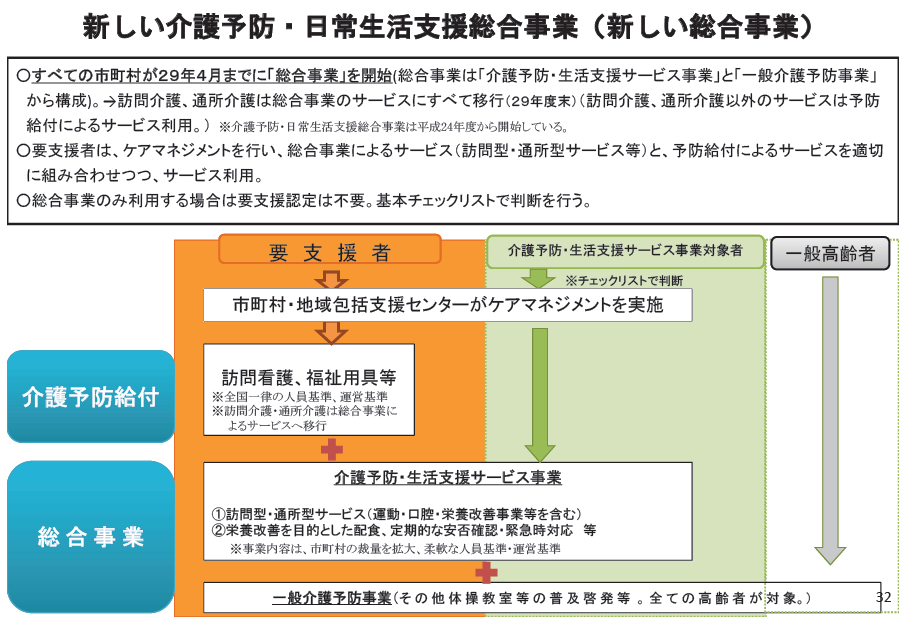 新しい介護予防・日常生活支援総合事業（新しい総合事業）
○すべての市町村が29年4月までに「総合事業」を開始(総合事業は「介護予防・生活支援サービス事業」と「一般介護予防事業」
から構成)。→訪問介護、通所介護は総合事業のサービスにすべて移行(29年度末)（訪問介護、通所介護以外のサービスは予防
給付によるサービス利用。） ※介護予防・日常生活支援総合事業は平成24年度から開始している。
○要支援者は、ケアマネジメントを行い、総合事業によるサービス（訪問型・通所型サービス等）と、予防給付によるサービスを適切
に組み合わせつつ、サービス利用。
○総合事業のみ利用する場合は要支援認定は不要。基本チェックリストで判断を行う。
要 支 援 者
介護予防・生活支援サービス事業対象者
一般高齢者
※チェックリストで判断
市町村・地域包括支援センターがケアマネジメントを実施
介護予防給付
訪問看護、福祉用具等
※全国一律の人員基準、運営基準
※訪問介護・通所介護は総合事業に
よるサービスへ移行
総 合 事 業
介護予防・生活支援サービス事業
①訪問型・通所型サービス（運動・口腔・栄養改善事業等を含む）
②栄養改善を目的とした配食、定期的な安否確認・緊急時対応 等
※事業内容は、市町村の裁量を拡大、柔軟な人員基準・運営基準
一般介護予防事業(その他体操教室等の普及啓発等 。全ての高齢者が対象。)
32